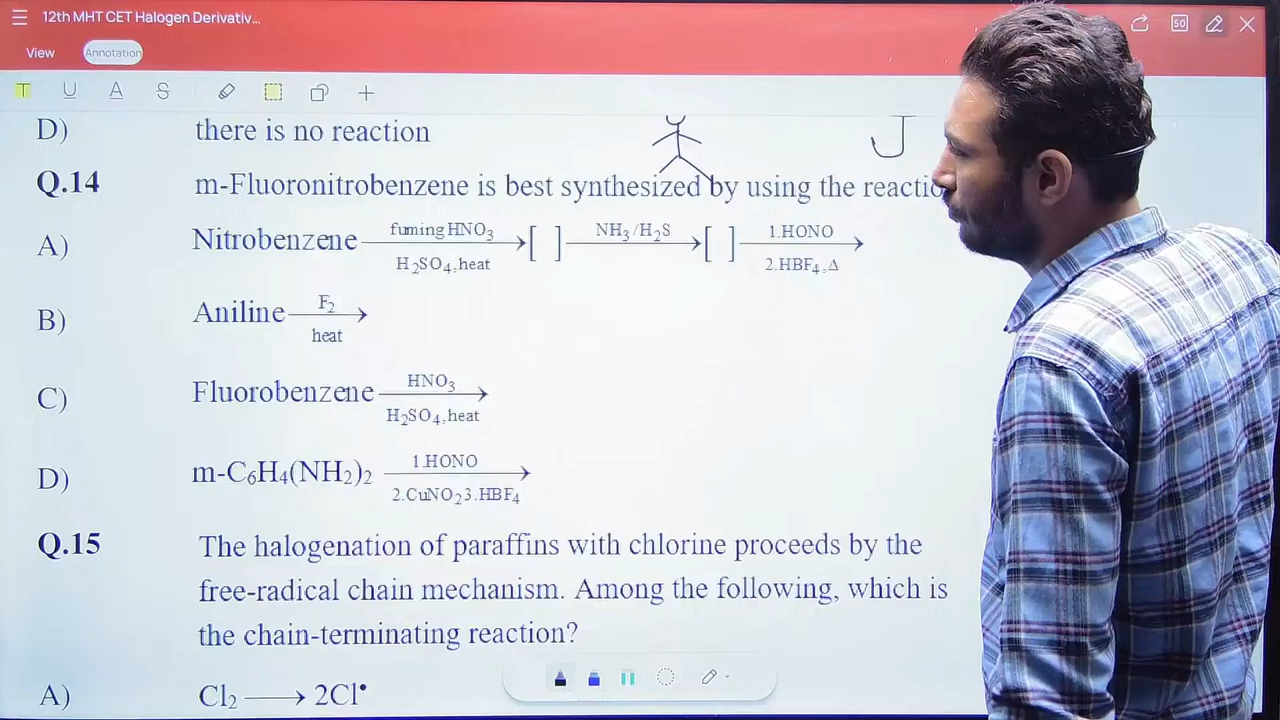 12th MHT CET Halogen Derivativ...
50
View Annotation
T U A S
D) there is no reaction
Q.14 m-Fluoronitrobenzene is best synthesized by using the reactio
A) Nitrobenzene fuming HNO₃ H₂SO₄,heat [ ] NH₃/H₂S [ ] 1.HONO 2.HBF₄,Δ
B) Aniline F₂ heat
C) Fluorobenzene HNO₃ H₂SO₄,heat
D) m-C₆H₄(NH₂)₂ 1.HONO 2.CuNO₂3.HBF₄
Q.15 The halogenation of paraffins with chlorine proceeds by the
free-radical chain mechanism. Among the following, which is
the chain-terminating reaction?
A) Cl₂ ⟶ 2Cl•